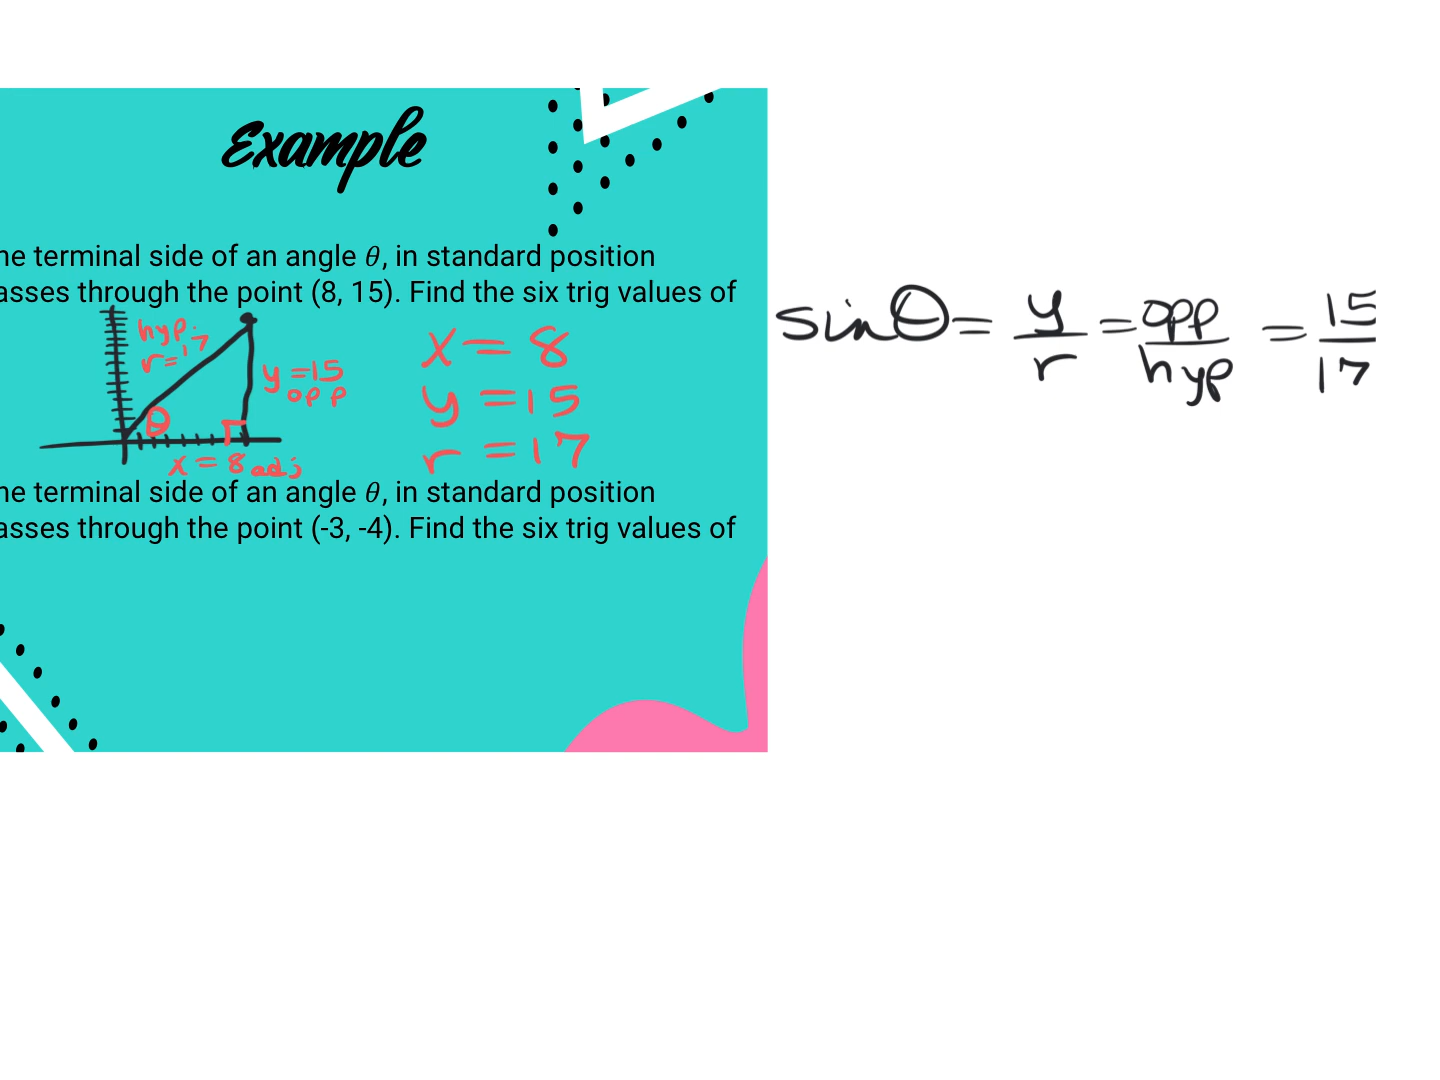 Example
he terminal side of an angle θ, in standard position
asses through the point (8, 15). Find the six trig values of
hyp.
r=17
y=15
opp
θ
x=8 adj
x = 8
y = 15
r = 17
he terminal side of an angle θ, in standard position
asses through the point (-3, -4). Find the six trig values of
sinθ = y/r = opp/hyp = 15/17